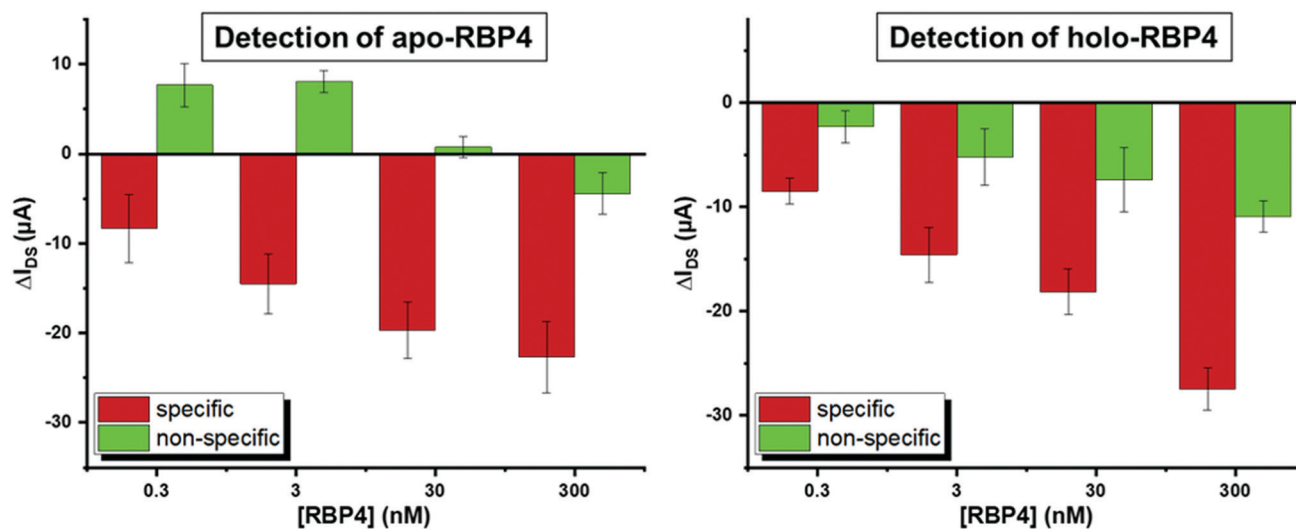 Detection of apo-RBP4
10
0
-10
-20
-30
ΔI_DS (µA)
specific
non-specific
0.3
3
30
300
[RBP4] (nM)
Detection of holo-RBP4
0
-10
-20
-30
ΔI_DS (µA)
specific
non-specific
0.3
3
30
300
[RBP4] (nM)